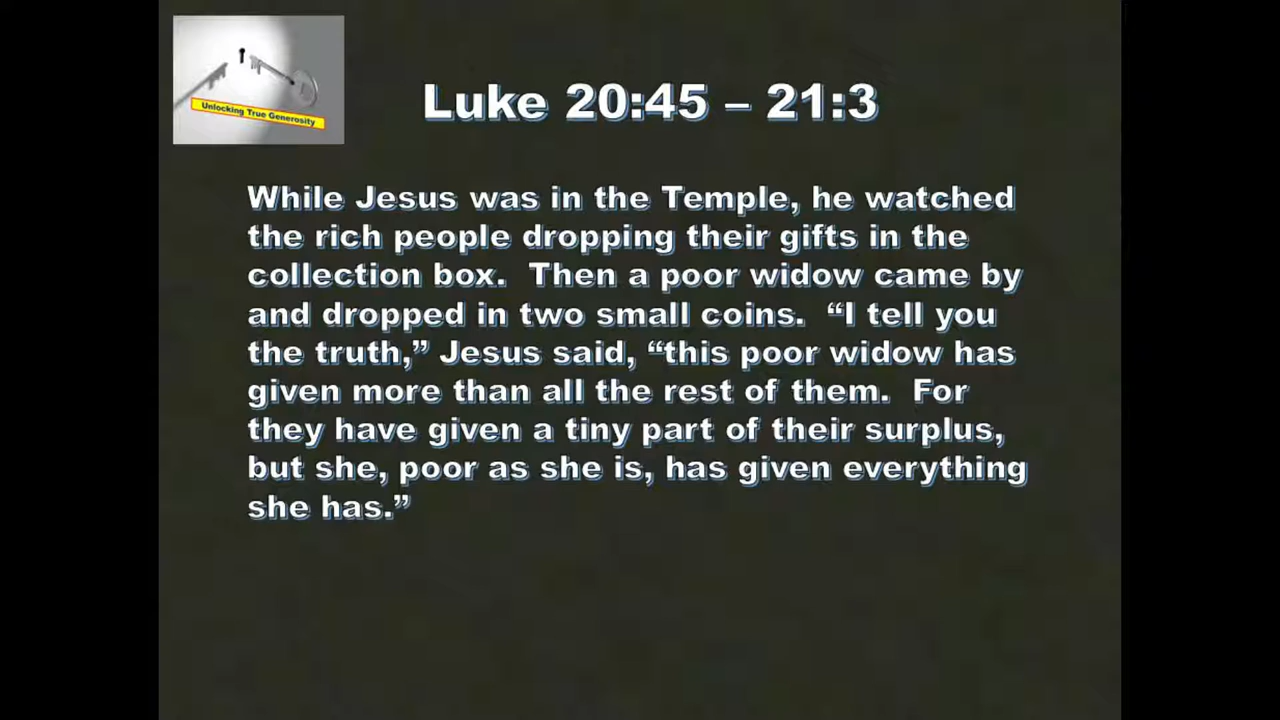 Unlocking True Generosity
Luke 20:45 – 21:3
While Jesus was in the Temple, he watched
the rich people dropping their gifts in the
collection box.  Then a poor widow came by
and dropped in two small coins.  “I tell you
the truth,” Jesus said, “this poor widow has
given more than all the rest of them.  For
they have given a tiny part of their surplus,
but she, poor as she is, has given everything
she has.”